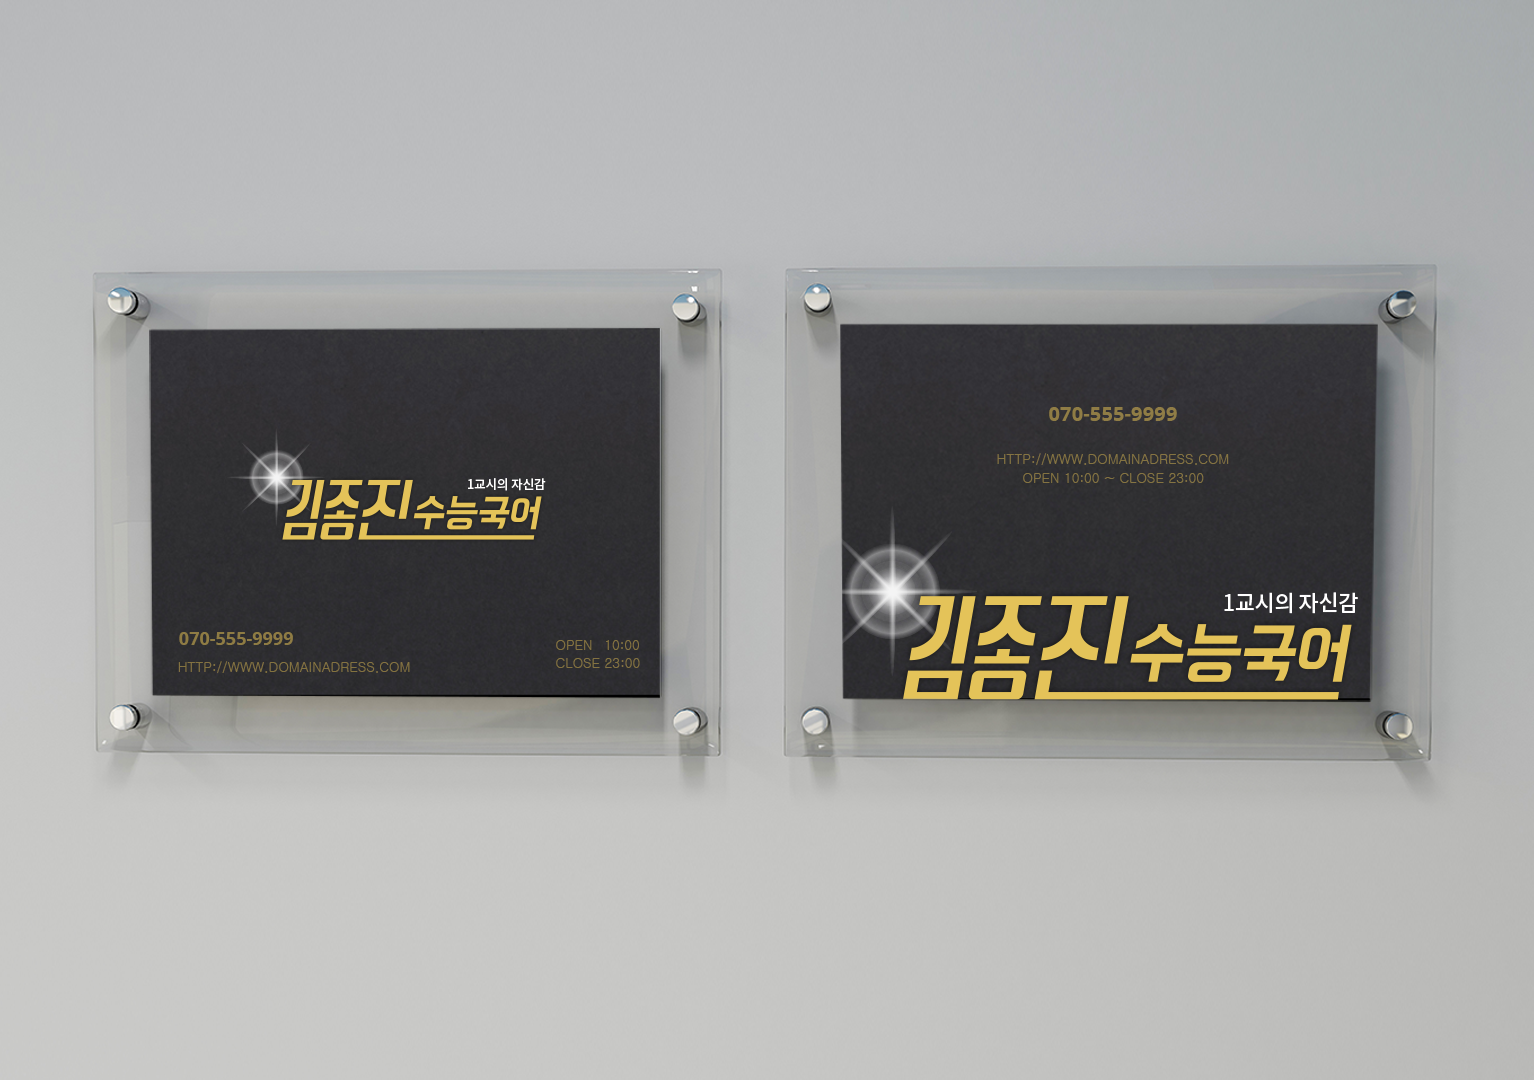 1교시의 자신감
김종진 수능국어
070-555-9999
HTTP://WWW.DOMAINADRESS.COM
OPEN 10:00
CLOSE 23:00
070-555-9999
HTTP://WWW.DOMAINADRESS.COM
OPEN 10:00 ~ CLOSE 23:00
1교시의 자신감
김종진 수능국어